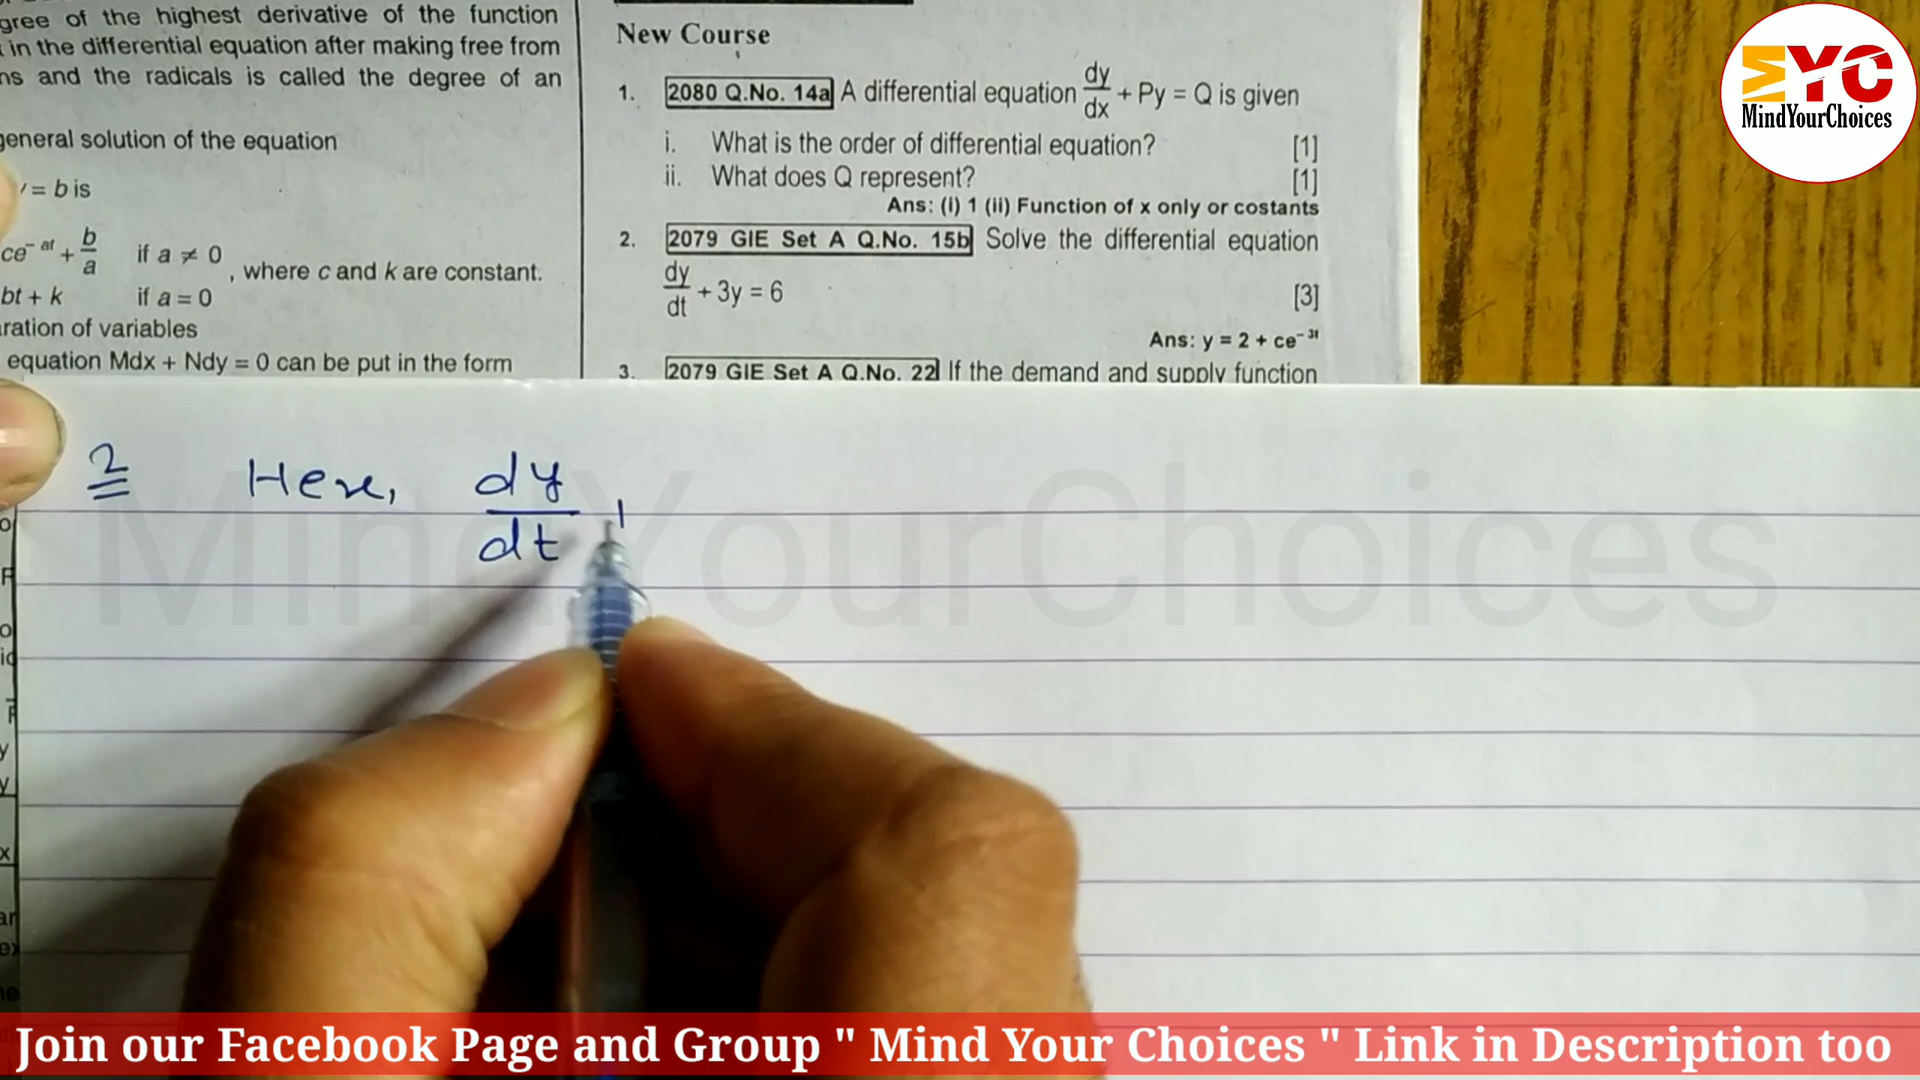 gree of the highest derivative of the function
in the differential equation after making free from
ns and the radicals is called the degree of an
general solution of the equation
= b is
ce⁻ᵃᵗ + b/a if a ≠ 0
, where c and k are constant.
bt + k if a = 0
ration of variables
equation Mdx + Ndy = 0 can be put in the form
New Course
1. 2080 Q.No. 14a A differential equation dy/dx + Py = Q is given
i. What is the order of differential equation? [1]
ii. What does Q represent? [1]
Ans: (i) 1 (ii) Function of x only or costants
2. 2079 GIE Set A Q.No. 15b Solve the differential equation
dy/dt + 3y = 6 [3]
Ans: y = 2 + ce⁻³ᵗ
3. 2079 GIE Set A Q.No. 22 If the demand and supply function
MYC
MindYourChoices
2 Here, dy/dt
MindYourChoices
Join our Facebook Page and Group " Mind Your Choices " Link in Description too